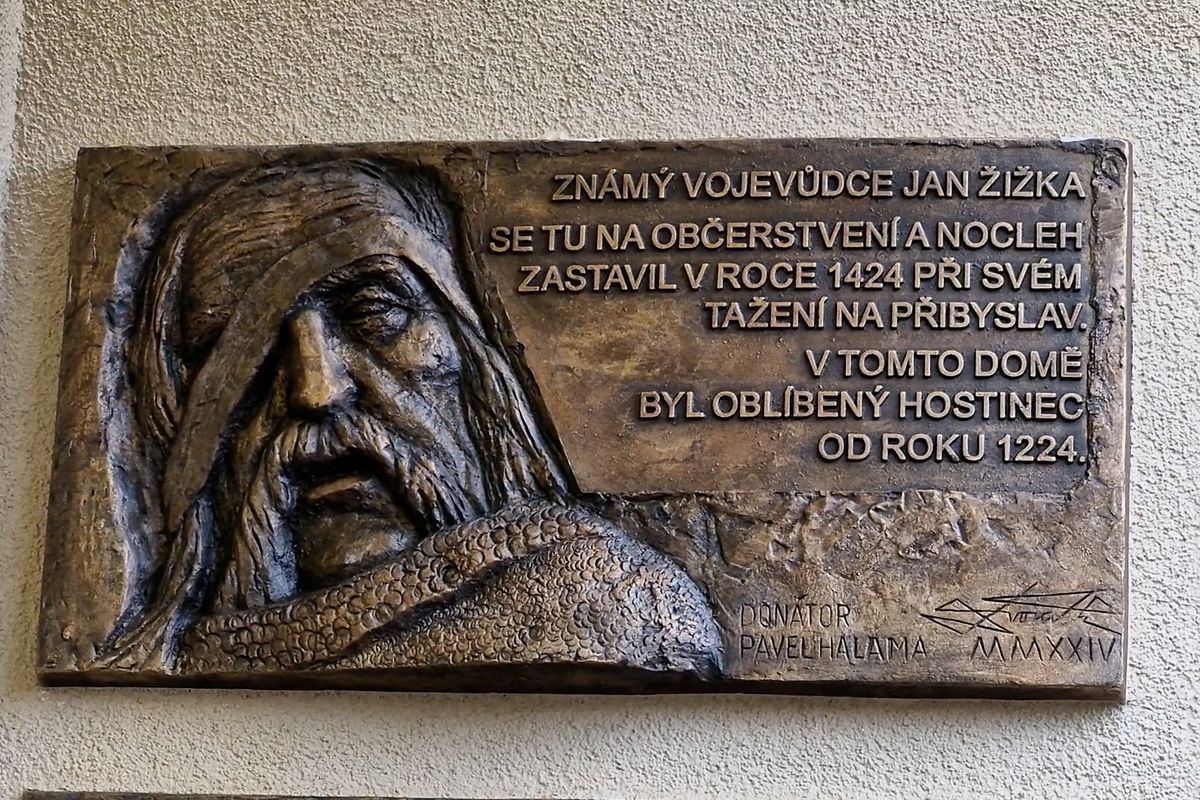 ZNÁMÝ VOJEVŮDCE JAN ŽIŽKA
SE TU NA OBČERSTVENÍ A NOCLEH
ZASTAVIL V ROCE 1424 PŘI SVÉM
TAŽENÍ NA PŘIBYSLAV.
V TOMTO DOMĚ
BYL OBLÍBENÝ HOSTINEC
OD ROKU 1224.
DONÁTOR
PAVEL HALAMA
MMXXIV